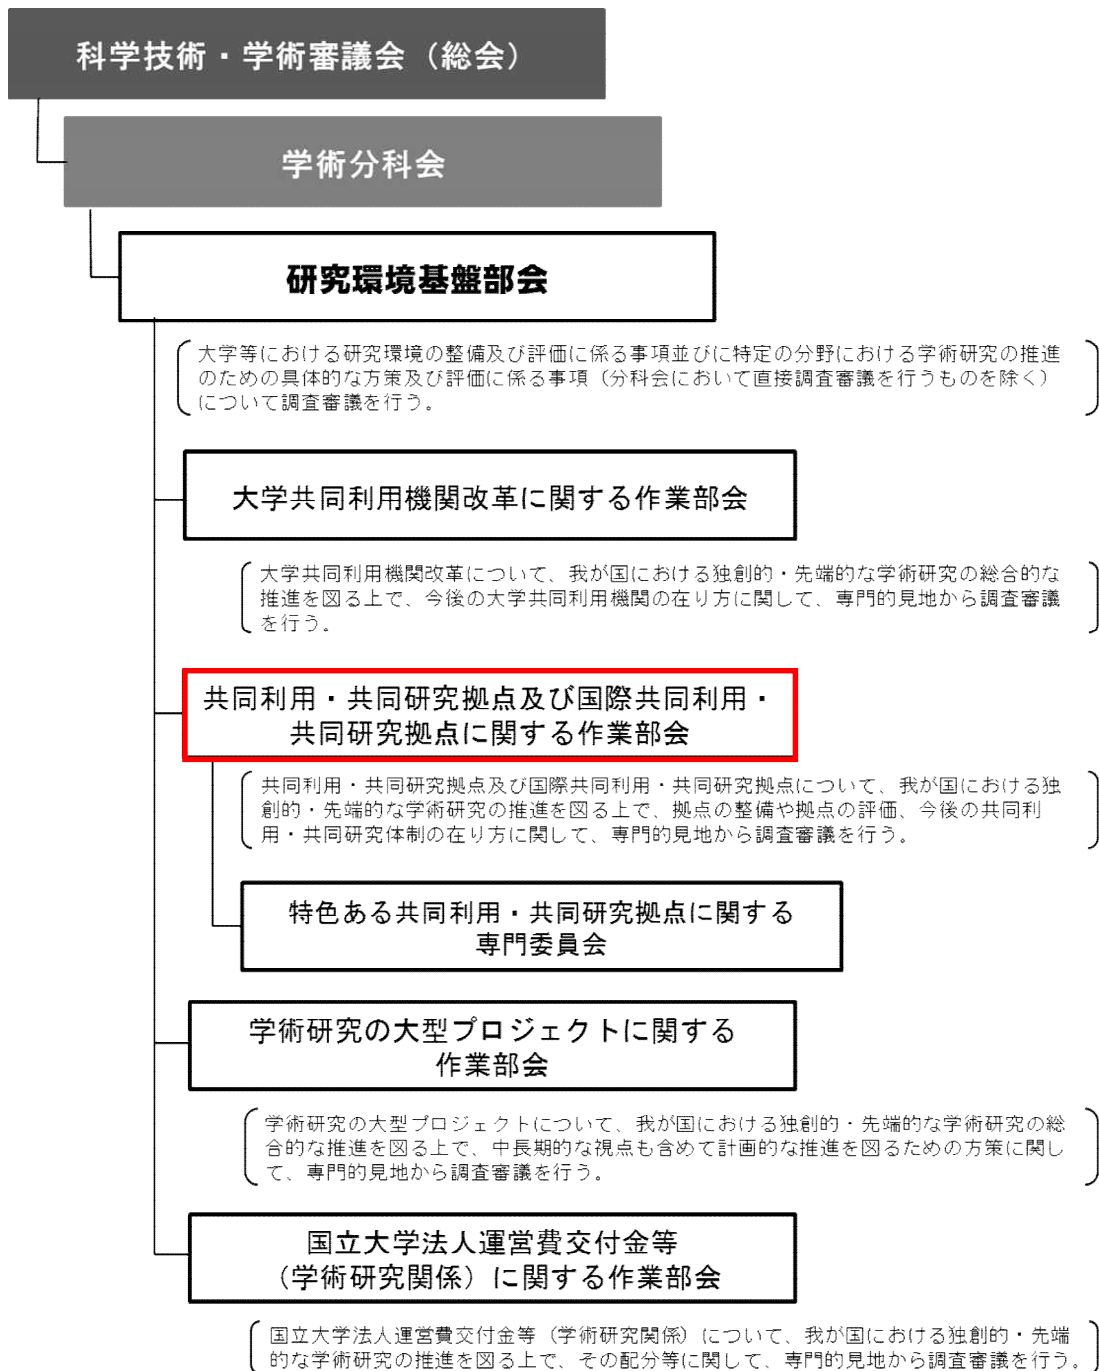 科学技術・学術審議会（総会）
学術分科会
研究環境基盤部会
大学等における研究環境の整備及び評価に係る事項並びに特定の分野における学術研究の推進
のための具体的な方策及び評価に係る事項（分科会において直接調査審議を行うものを除く）
について調査審議を行う。
大学共同利用機関改革に関する作業部会
大学共同利用機関改革について、我が国における独創的・先端的な学術研究の総合的な
推進を図る上で、今後の大学共同利用機関の在り方に関して、専門的見地から調査審議
を行う。
共同利用・共同研究拠点及び国際共同利用・
共同研究拠点に関する作業部会
共同利用・共同研究拠点及び国際共同利用・共同研究拠点について、我が国における独
創的・先端的な学術研究の推進を図る上で、拠点の整備や拠点の評価、今後の共同利
用・共同研究体制の在り方に関して、専門的見地から調査審議を行う。
特色ある共同利用・共同研究拠点に関する
専門委員会
学術研究の大型プロジェクトに関する
作業部会
学術研究の大型プロジェクトについて、我が国における独創的・先端的な学術研究の総
合的な推進を図る上で、中長期的な視点も含めて計画的な推進を図るための方策に関し
て、専門的見地から調査審議を行う。
国立大学法人運営費交付金等
（学術研究関係）に関する作業部会
国立大学法人運営費交付金等（学術研究関係）について、我が国における独創的・先端
的な学術研究の推進を図る上で、その配分等に関して、専門的見地から調査審議を行う。